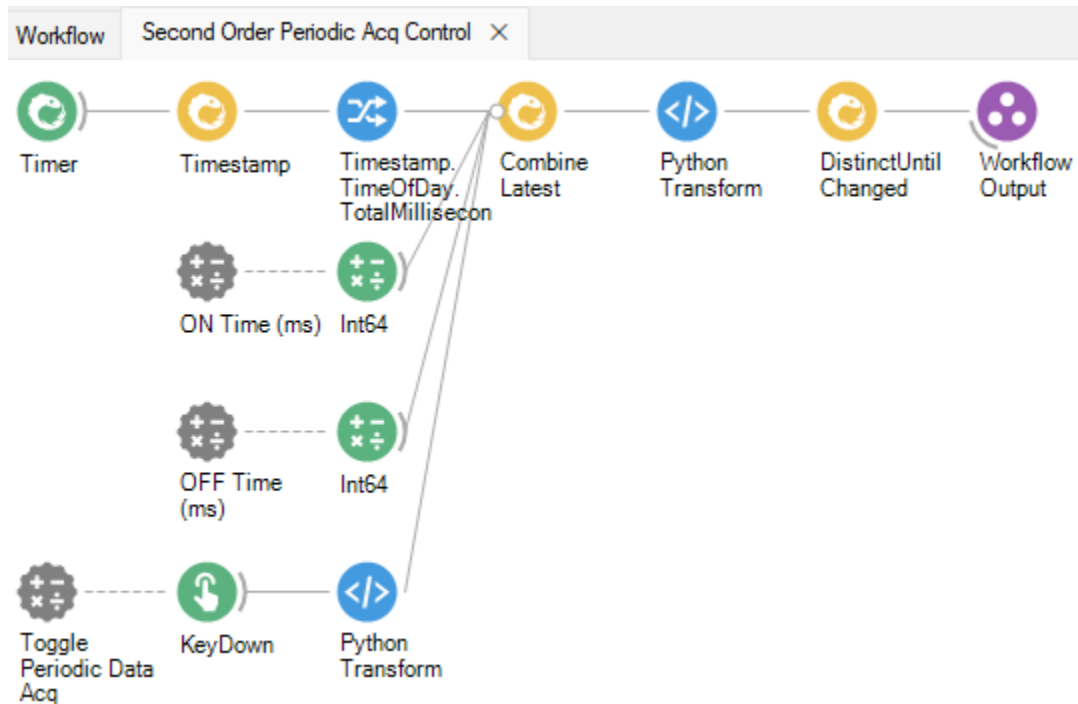 Workflow
Second Order Periodic Acq Control ×
Timer
Timestamp
Timestamp.
TimeOfDay.
TotalMillisecon
Combine
Latest
Python
Transform
DistinctUntil
Changed
Workflow
Output
ON Time (ms)
Int64
OFF Time
(ms)
Int64
Toggle
Periodic Data
Acq
KeyDown
Python
Transform